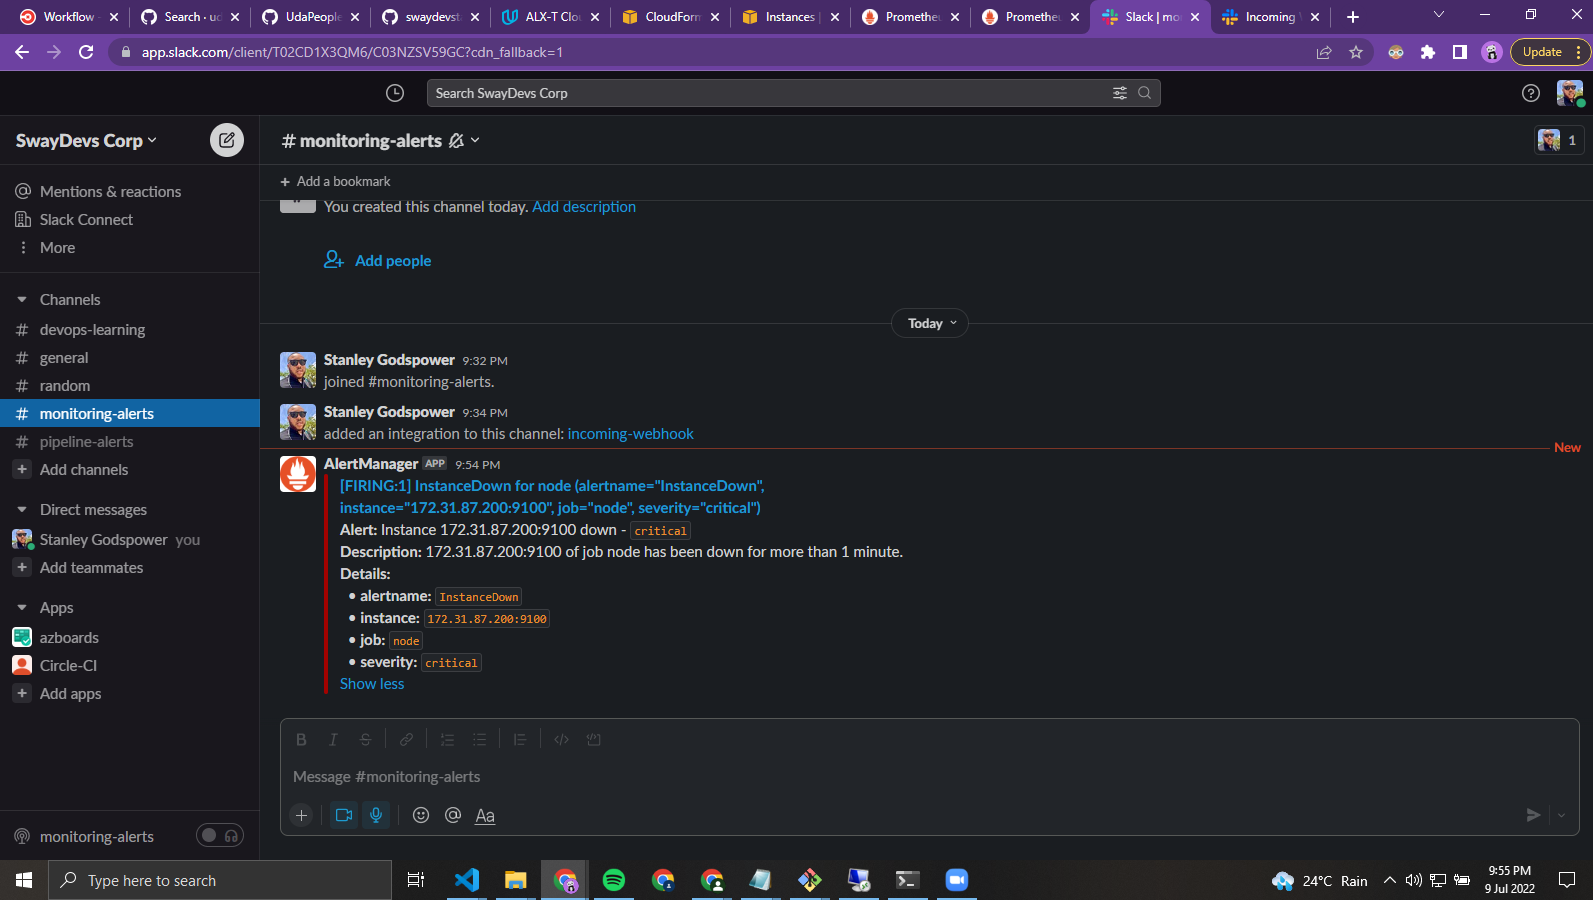 Workflow -
Search · ud
UdaPeople
swaydevsta
ALX-T Clo
CloudForm
Instances |
Prometheu
Prometheu
Slack | mo
Incoming
app.slack.com/client/T02CD1X3QM6/C03NZSV59GC?cdn_fallback=1
Update
Search SwayDevs Corp
SwayDevs Corp
# monitoring-alerts
1
Add a bookmark
Mentions & reactions
Slack Connect
More
Channels
# devops-learning
# general
# random
# monitoring-alerts
# pipeline-alerts
+ Add channels
Direct messages
Stanley Godspower you
+ Add teammates
Apps
azboards
Circle-CI
+ Add apps
monitoring-alerts
You created this channel today. Add description
Add people
Today
Stanley Godspower 9:32 PM
joined #monitoring-alerts.
Stanley Godspower 9:34 PM
added an integration to this channel: incoming-webhook
New
AlertManager APP 9:54 PM
[FIRING:1] InstanceDown for node (alertname="InstanceDown",
instance="172.31.87.200:9100", job="node", severity="critical")
Alert: Instance 172.31.87.200:9100 down - critical
Description: 172.31.87.200:9100 of job node has been down for more than 1 minute.
Details:
• alertname: InstanceDown
• instance: 172.31.87.200:9100
• job: node
• severity: critical
Show less
Message #monitoring-alerts
Aa
Type here to search
24°C Rain
9:55 PM
9 Jul 2022